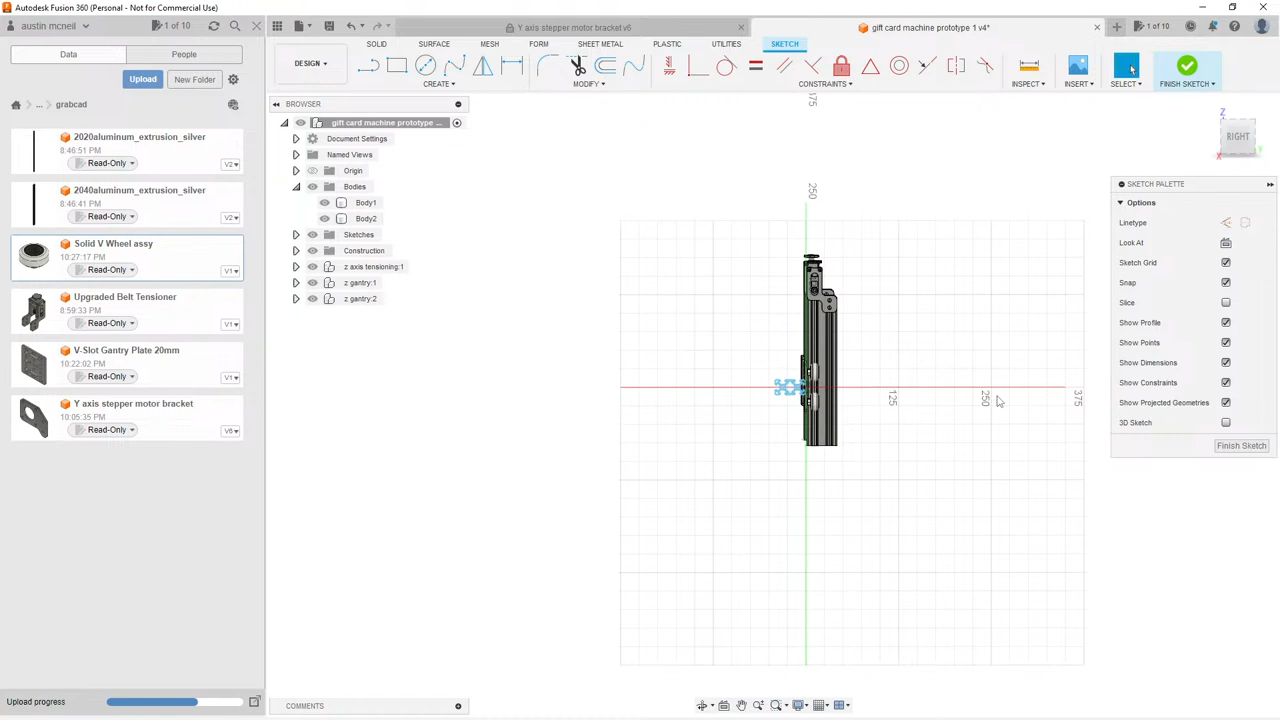 Autodesk Fusion 360 (Personal - Not for Commercial Use)
austin mcneil
1 of 10
Y axis stepper motor bracket v6
gift card machine prototype 1 v4*
1 of 10
Data
People
DESIGN
SOLID
SURFACE
MESH
FORM
SHEET METAL
PLASTIC
UTILITIES
SKETCH
CREATE
MODIFY
CONSTRAINTS
INSPECT
INSERT
SELECT
FINISH SKETCH
Upload
New Folder
... grabcad
BROWSER
gift card machine prototype ...
Document Settings
Named Views
Origin
Bodies
Body1
Body2
Sketches
Construction
z axis tensioning:1
z gantry:1
z gantry:2
2020aluminum_extrusion_silver
8:46:51 PM
Read-Only
V2
2040aluminum_extrusion_silver
8:46:41 PM
Read-Only
V2
Solid V Wheel assy
10:27:17 PM
Read-Only
V1
Upgraded Belt Tensioner
8:59:33 PM
Read-Only
V1
V-Slot Gantry Plate 20mm
10:22:02 PM
Read-Only
V1
Y axis stepper motor bracket
10:05:35 PM
Read-Only
V6
375
250
125
250
375
Z
RIGHT
X
Y
SKETCH PALETTE
Options
Linetype
Look At
Sketch Grid
Snap
Slice
Show Profile
Show Points
Show Dimensions
Show Constraints
Show Projected Geometries
3D Sketch
Finish Sketch
Upload progress
COMMENTS